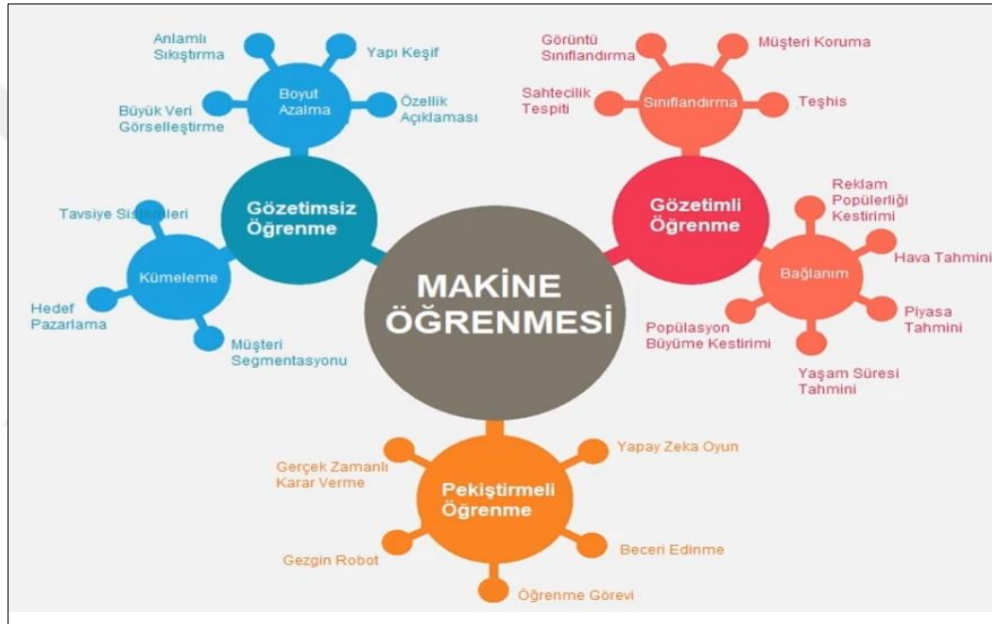 Anlamlı
Sıkıştırma
Yapı Keşif
Boyut
Azalma
Büyük Veri
Görselleştirme
Özellik
Açıklaması
Gözetimsiz
Öğrenme
Tavsiye Sistemleri
Kümeleme
Hedef
Pazarlama
Müşteri
Segmentasyonu
Görüntü
Sınıflandırma
Müşteri Koruma
Sahtecilik
Tespiti
Sınıflandırma
Teşhis
Gözetimli
Öğrenme
Reklam
Popülerliği
Kestirimi
Hava Tahmini
Bağlanım
Piyasa
Tahmini
Popülasyon
Büyüme Kestirimi
Yaşam Süresi
Tahmini
MAKİNE
ÖĞRENMESİ
Gerçek Zamanlı
Karar Verme
Yapay Zeka Oyun
Pekiştirmeli
Öğrenme
Gezgin Robot
Beceri Edinme
Öğrenme Görevi